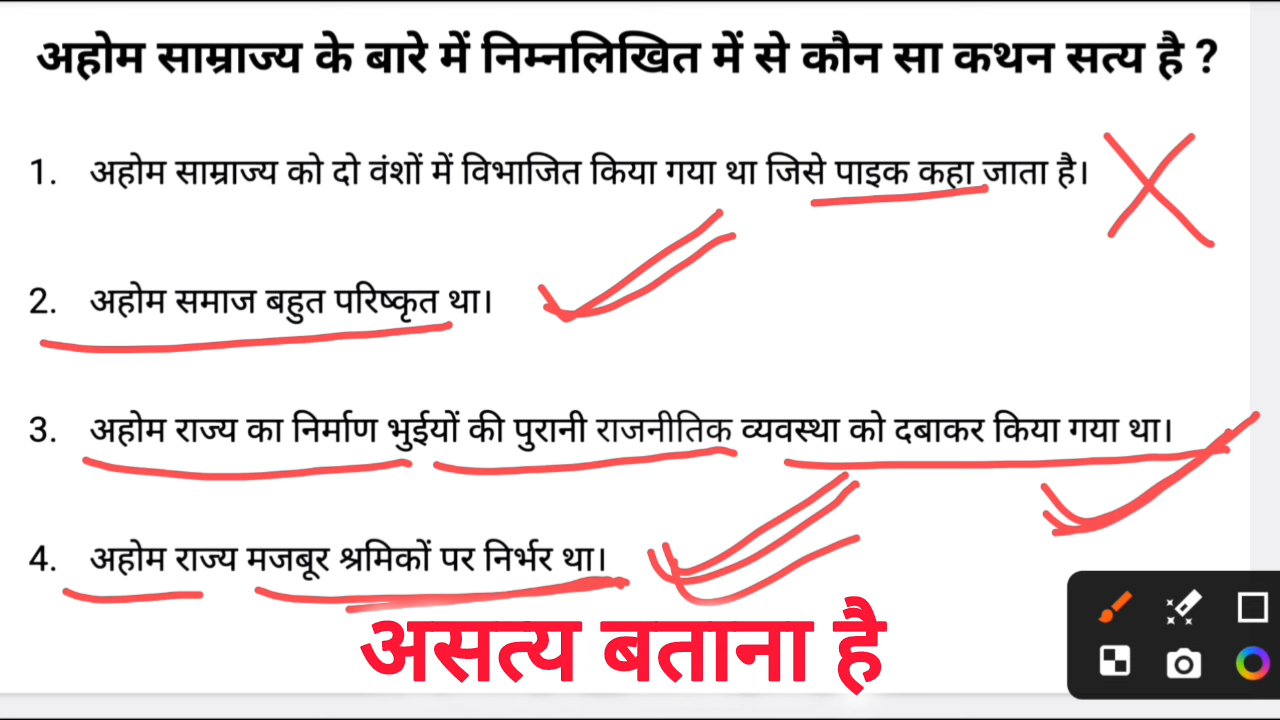 अहोम साम्राज्य के बारे में निम्नलिखित में से कौन सा कथन सत्य है ?
1. अहोम साम्राज्य को दो वंशों में विभाजित किया गया था जिसे पाइक कहा जाता है।
2. अहोम समाज बहुत परिष्कृत था।
3. अहोम राज्य का निर्माण भुईयों की पुरानी राजनीतिक व्यवस्था को दबाकर किया गया था।
4. अहोम राज्य मजबूर श्रमिकों पर निर्भर था।
असत्य बताना है